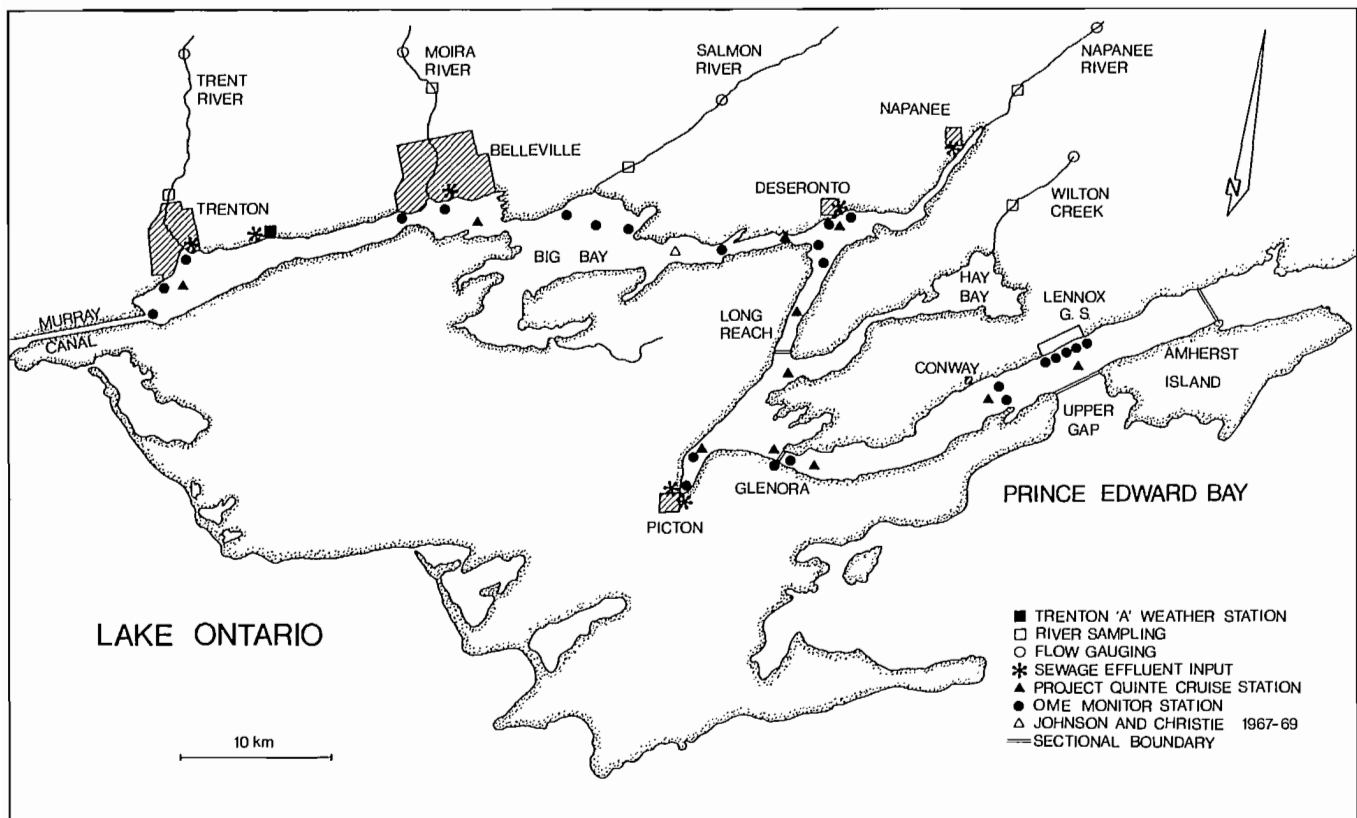 TRENT
RIVER
MOIRA
RIVER
SALMON
RIVER
NAPANEE
RIVER
NAPANEE
BELLEVILLE
TRENTON
DESERONTO
WILTON
CREEK
N
BIG BAY
HAY
BAY
LONG
REACH
LENNOX
G. S.
MURRAY
CANAL
CONWAY
AMHERST
ISLAND
UPPER
GAP
GLENORA
PICTON
PRINCE EDWARD BAY
LAKE ONTARIO
10 km
TRENTON 'A' WEATHER STATION
RIVER SAMPLING
FLOW GAUGING
SEWAGE EFFLUENT INPUT
PROJECT QUINTE CRUISE STATION
OME MONITOR STATION
JOHNSON AND CHRISTIE 1967-69
SECTIONAL BOUNDARY